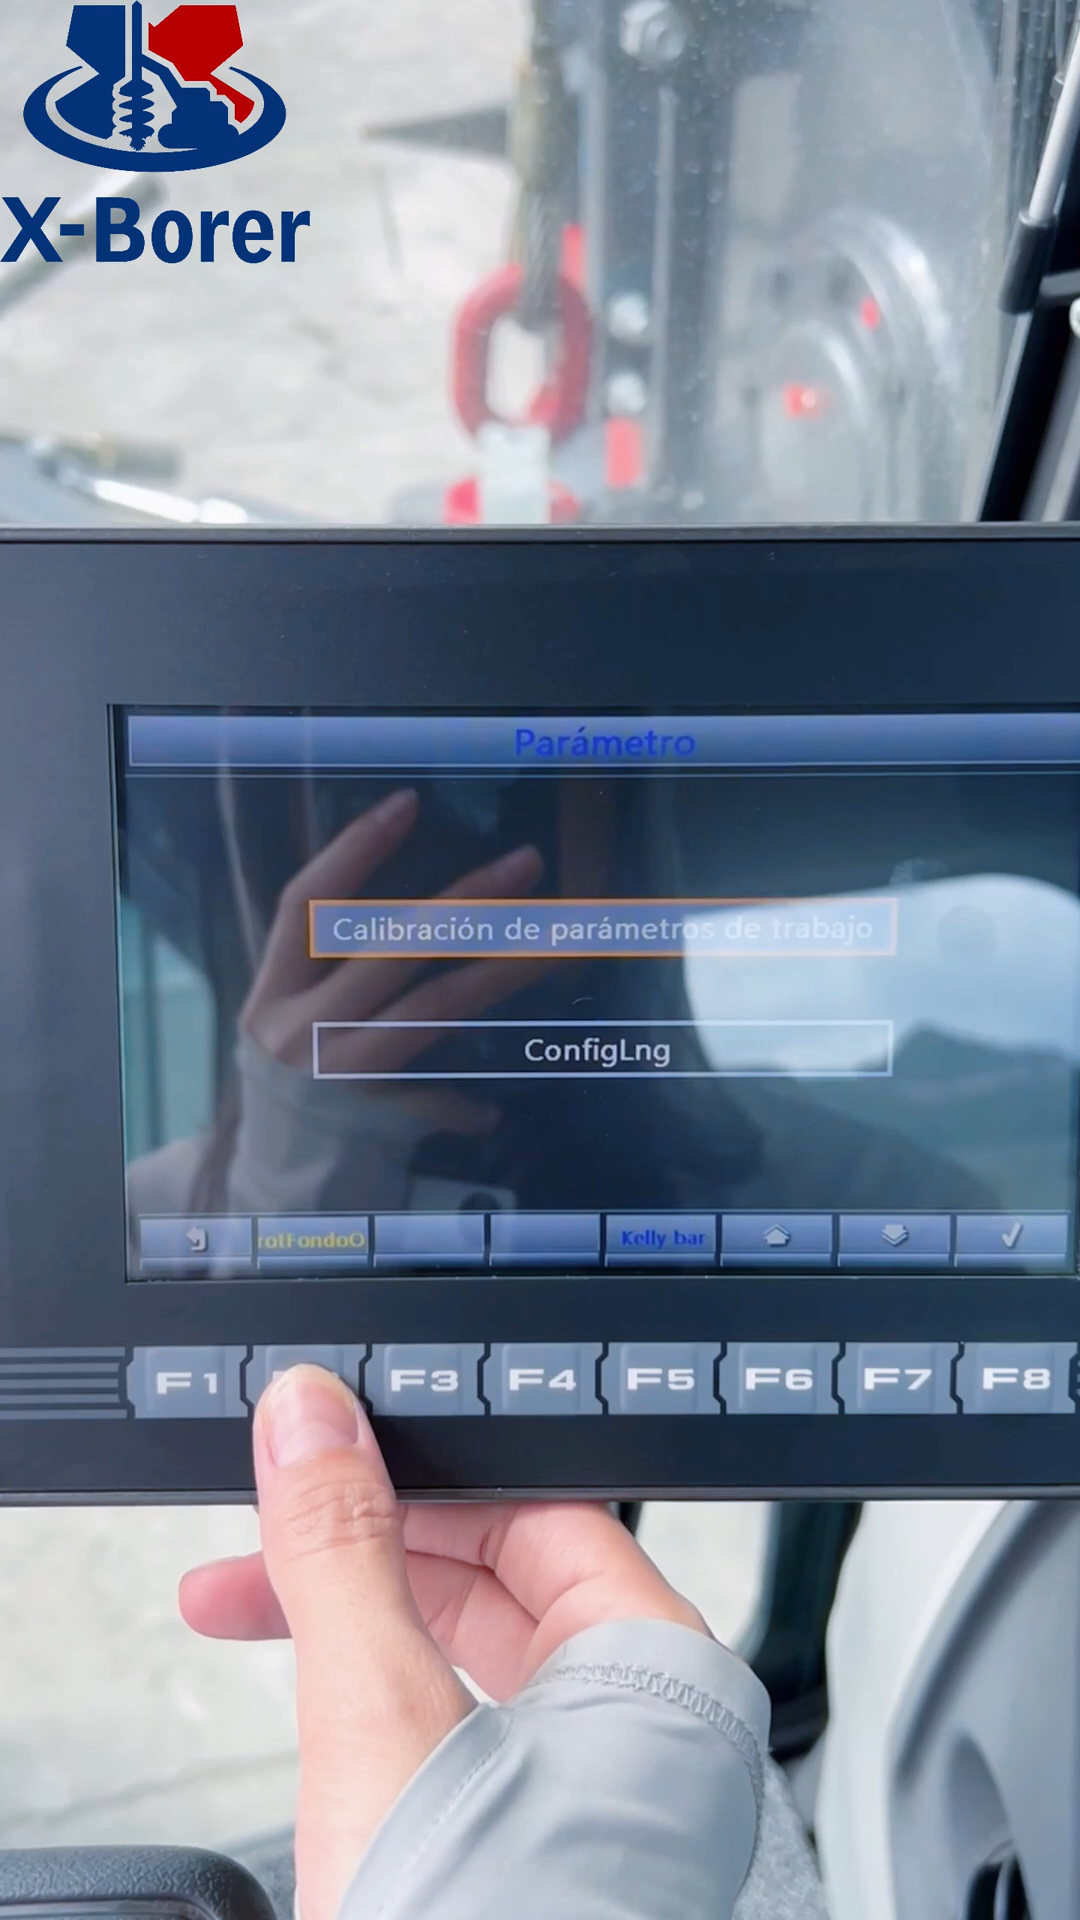 X-Borer
Parámetro
Calibración de parámetros de trabajo
ConfigLng
rotFondoO
Kelly bar
F1
F3
F4
F5
F6
F7
F8